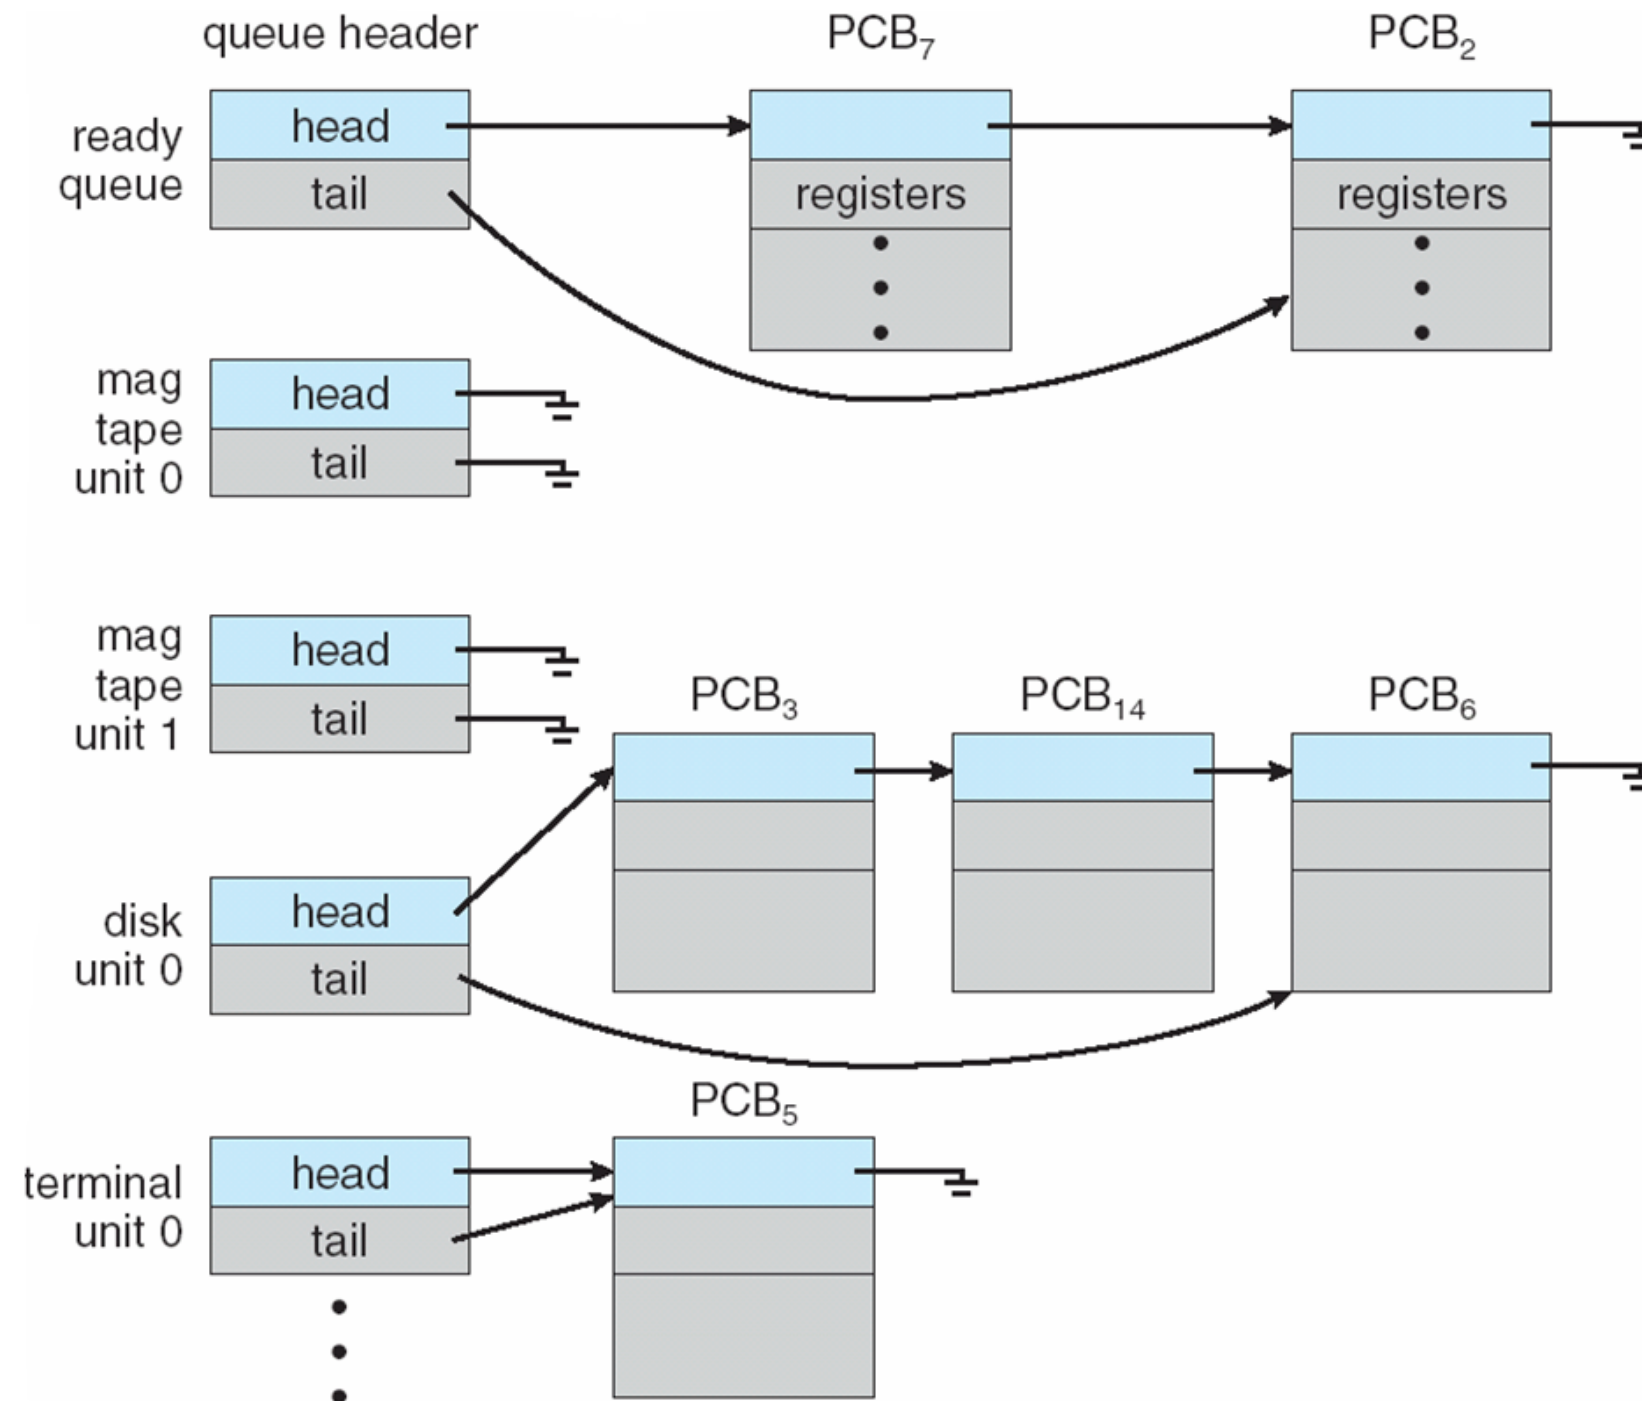 queue header
PCB7
PCB2
ready
queue
head
tail
registers
registers
mag
tape
unit 0
head
tail
mag
tape
unit 1
head
tail
PCB3
PCB14
PCB6
disk
unit 0
head
tail
PCB5
terminal
unit 0
head
tail